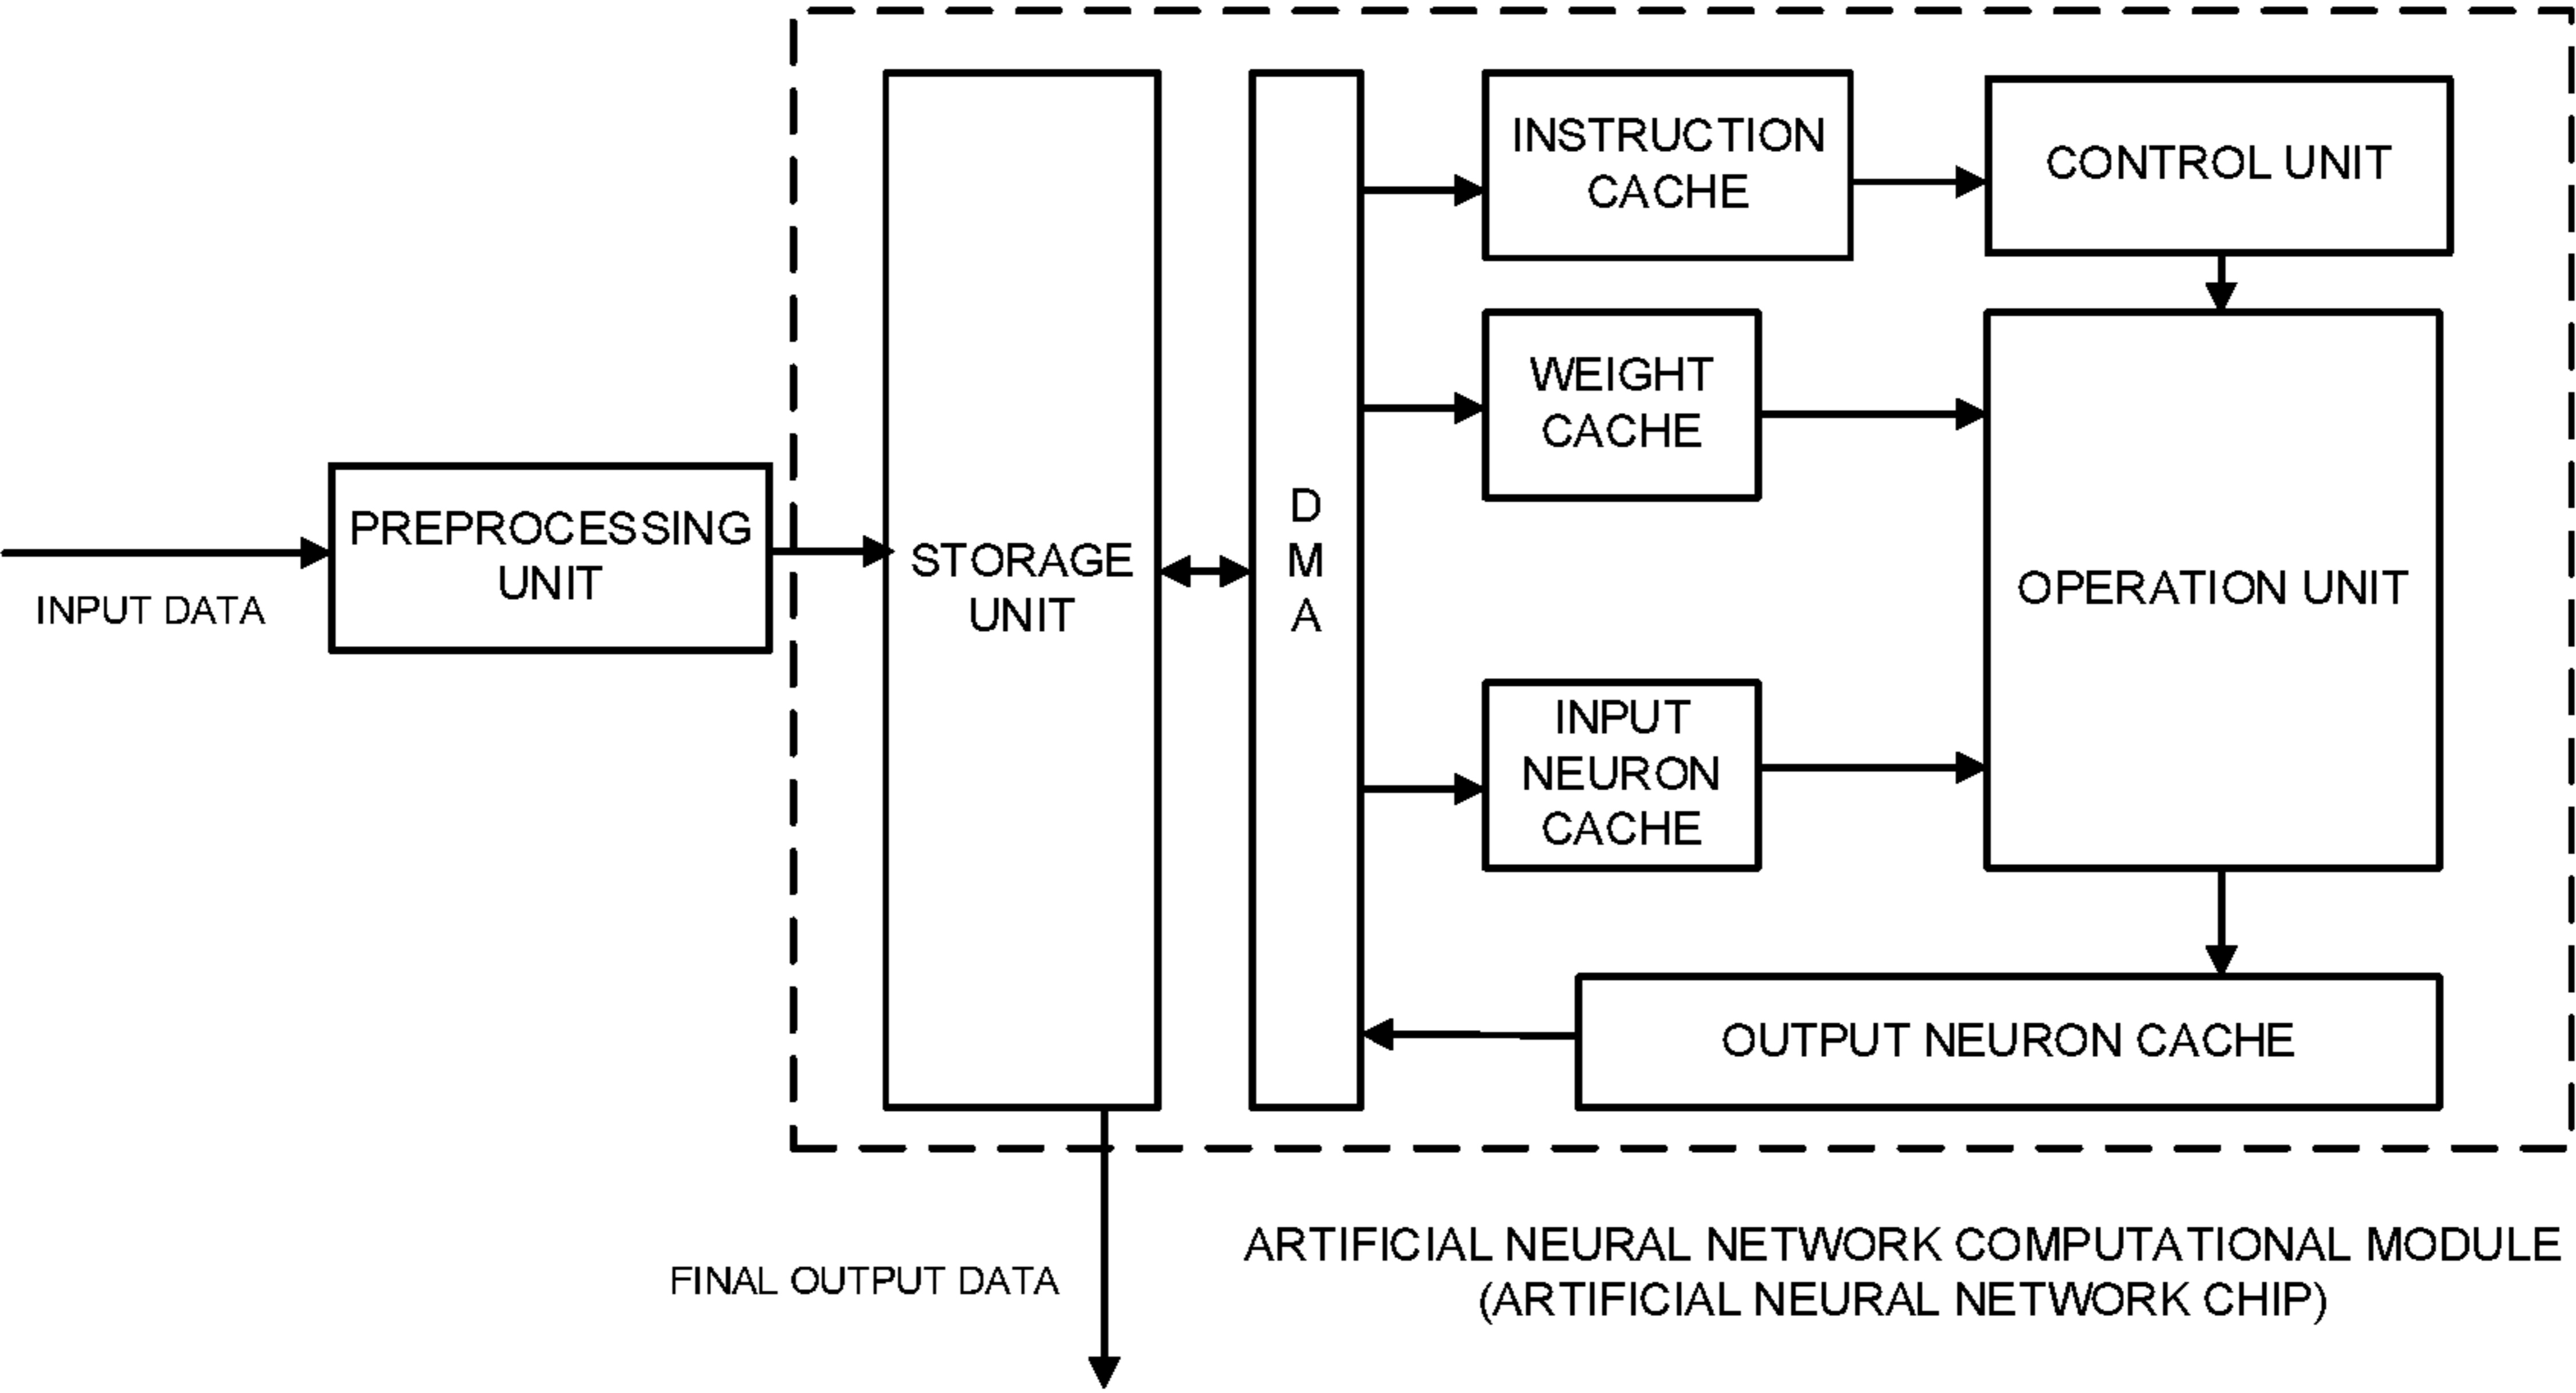 INSTRUCTION
CACHE
CONTROL UNIT
WEIGHT
CACHE
PREPROCESSING
UNIT
INPUT DATA
STORAGE
UNIT
D
M
A
OPERATION UNIT
INPUT
NEURON
CACHE
OUTPUT NEURON CACHE
FINAL OUTPUT DATA
ARTIFICIAL NEURAL NETWORK COMPUTATIONAL MODULE
(ARTIFICIAL NEURAL NETWORK CHIP)